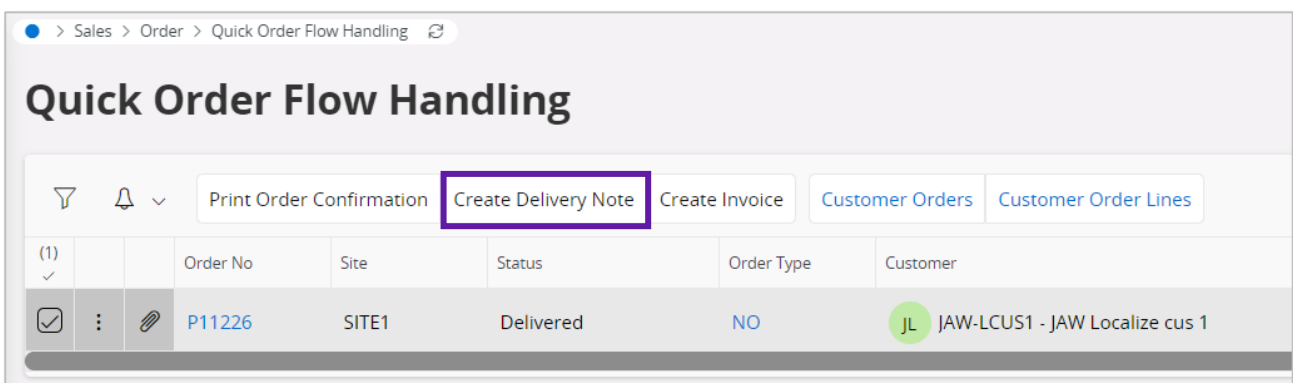 > Sales > Order > Quick Order Flow Handling
Quick Order Flow Handling
Print Order Confirmation Create Delivery Note Create Invoice Customer Orders Customer Order Lines
(1) Order No Site Status Order Type Customer
P11226 SITE1 Delivered NO JL JAW-LCUS1 - JAW Localize cus 1